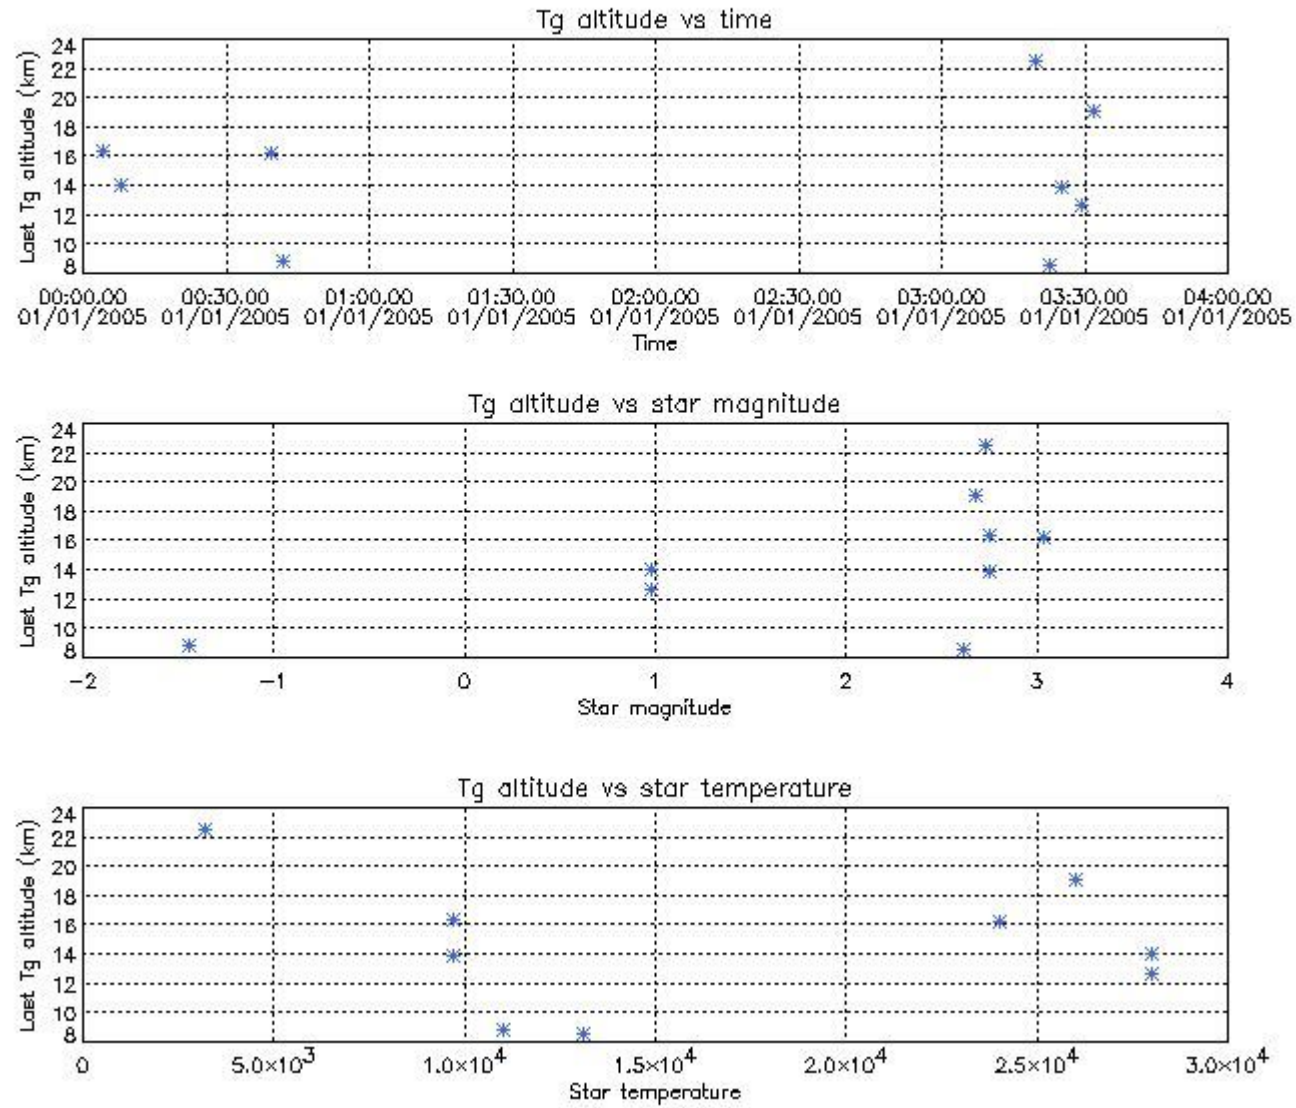 Tg altitude vs time
Last Tg altitude (km)
24
22
20
18
16
14
12
10
8
00:00.00 00:30.00 01:00.00 01:30.00 02:00.00 02:30.00 03:00.00 03:30.00 04:00.00
01/01/2005 01/01/2005 01/01/2005 01/01/2005 01/01/2005 01/01/2005 01/01/2005 01/01/2005 01/01/2005
Time
Tg altitude vs star magnitude
Last Tg altitude (km)
24
22
20
18
16
14
12
10
8
-2 -1 0 1 2 3 4
Star magnitude
Tg altitude vs star temperature
Last Tg altitude (km)
24
22
20
18
16
14
12
10
8
0 5.0×10³ 1.0×10⁴ 1.5×10⁴ 2.0×10⁴ 2.5×10⁴ 3.0×10⁴
Star temperature